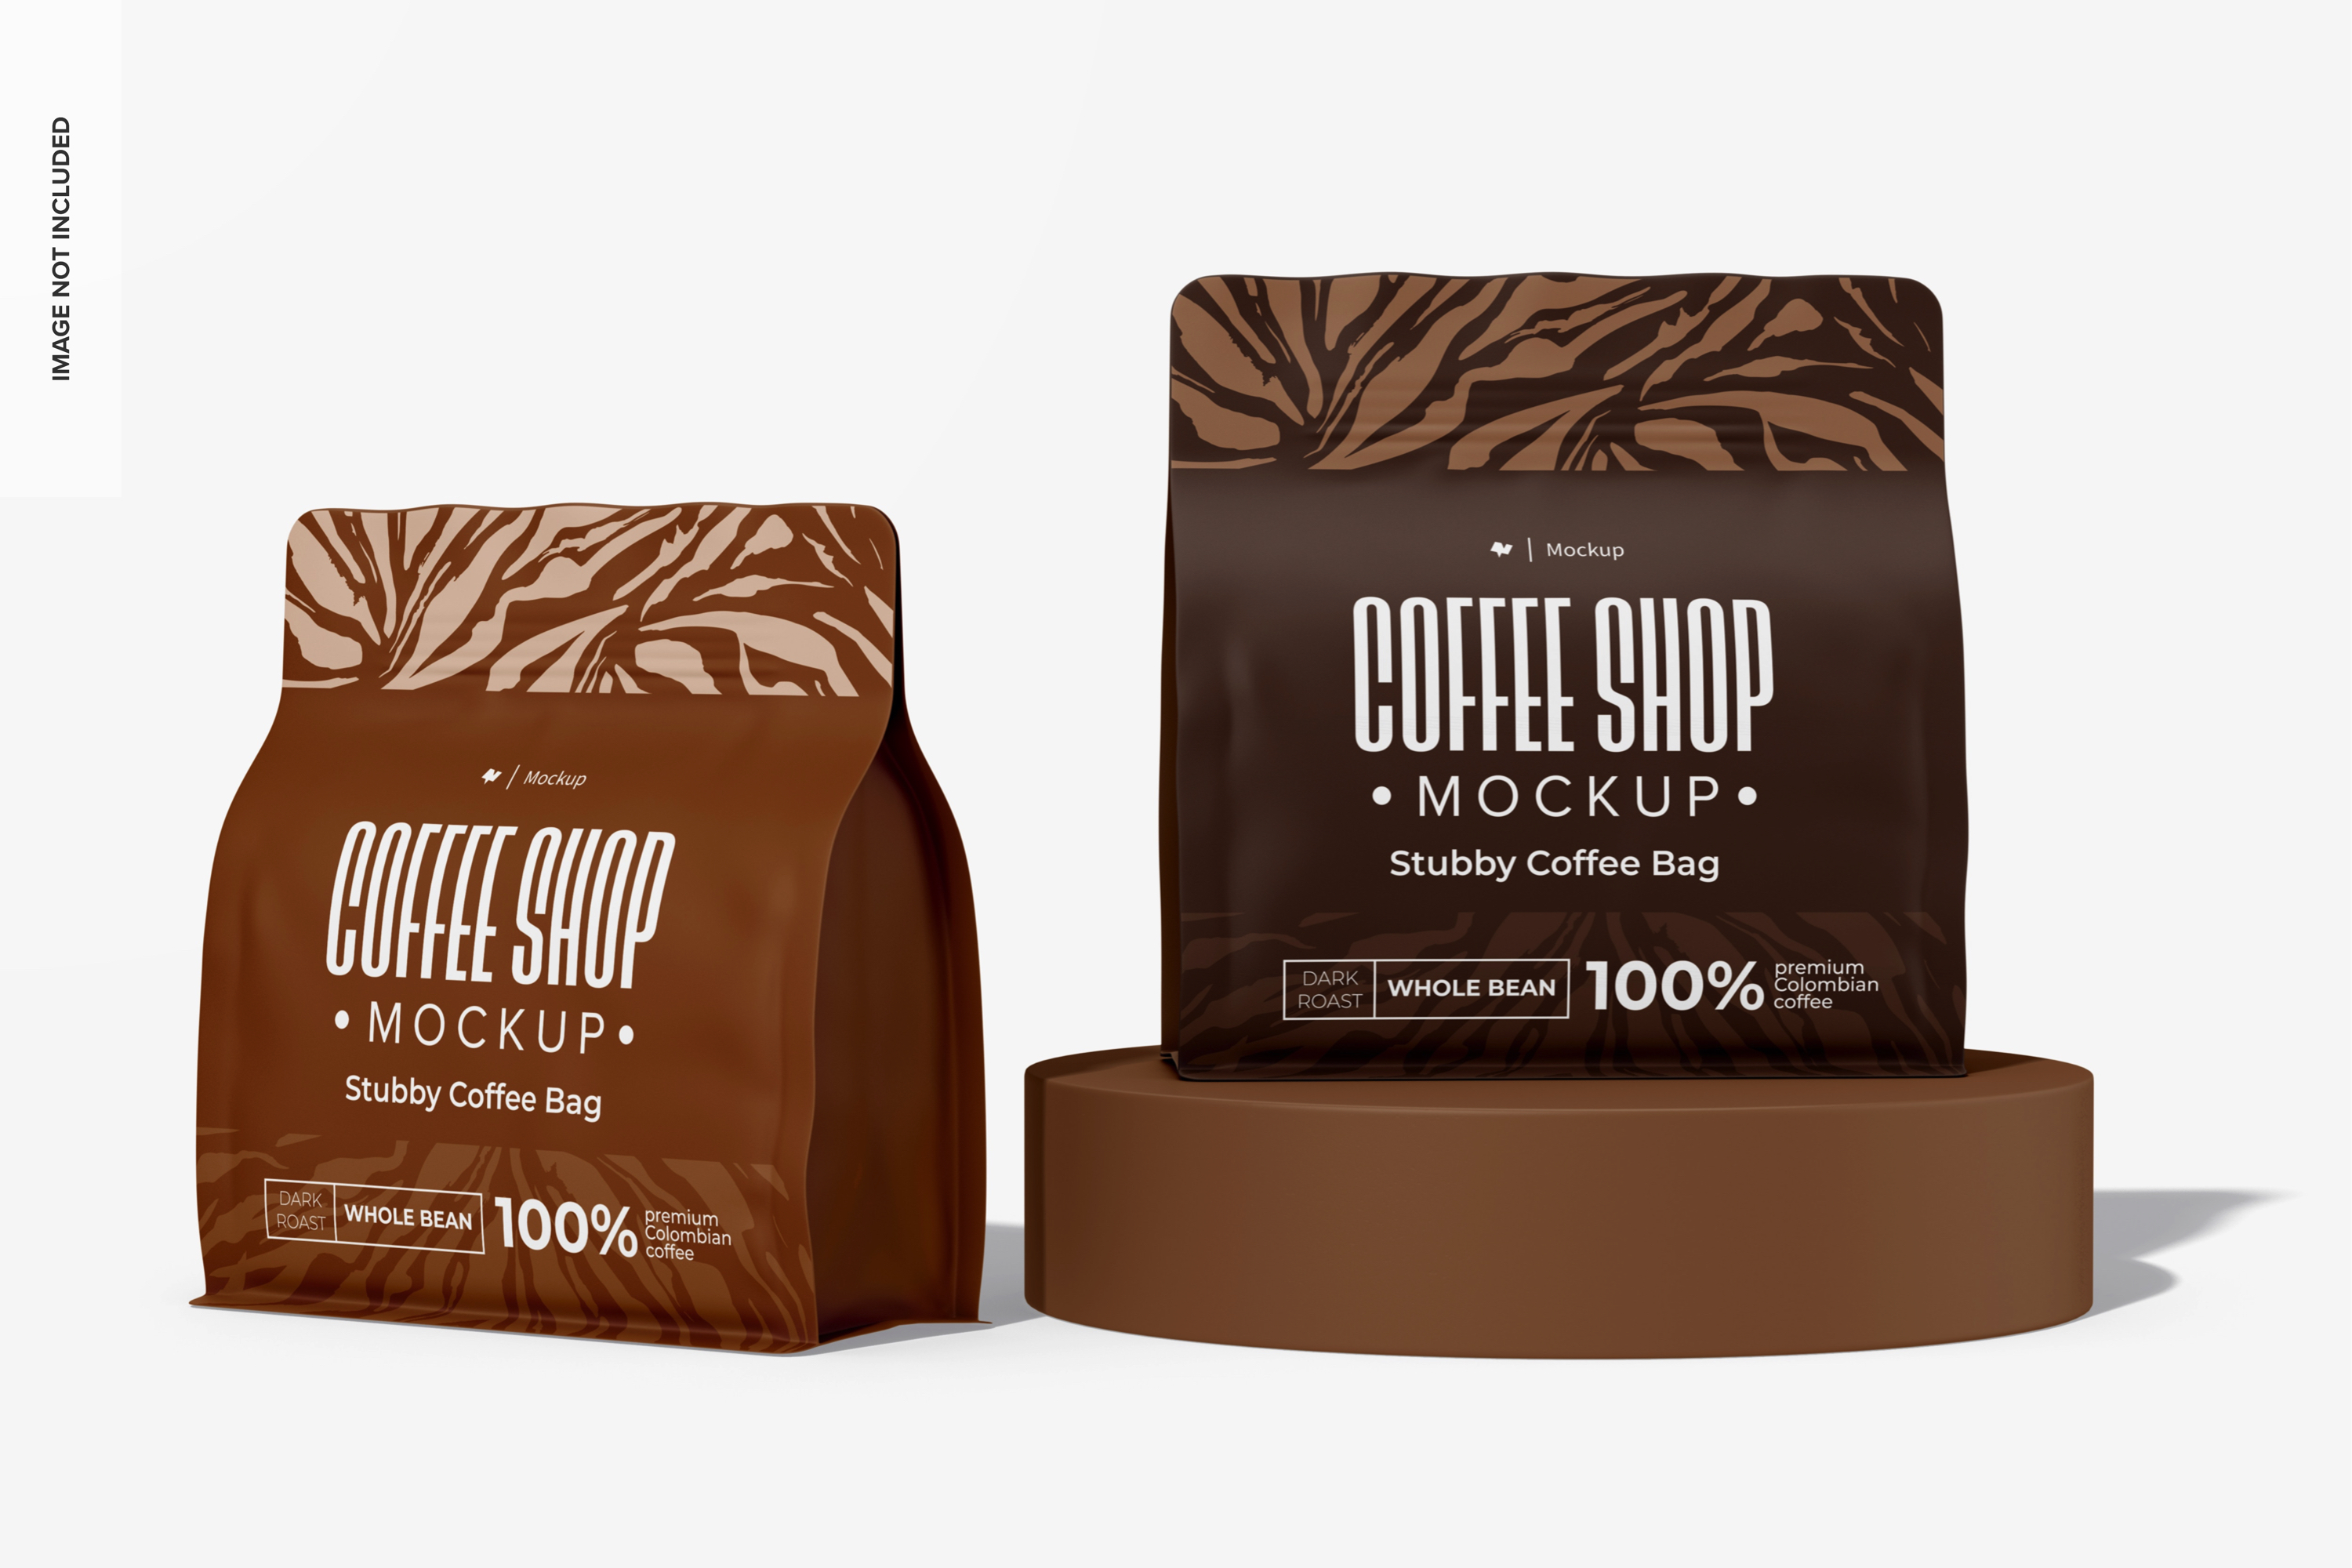 IMAGE NOT INCLUDED
Mockup
COFFEE SHOP
• MOCKUP •
Stubby Coffee Bag
DARK
ROAST
WHOLE BEAN
100%
premium
Colombian
coffee
Mockup
COFFEE SHOP
• MOCKUP •
Stubby Coffee Bag
DARK
ROAST
WHOLE BEAN
100%
premium
Colombian
coffee